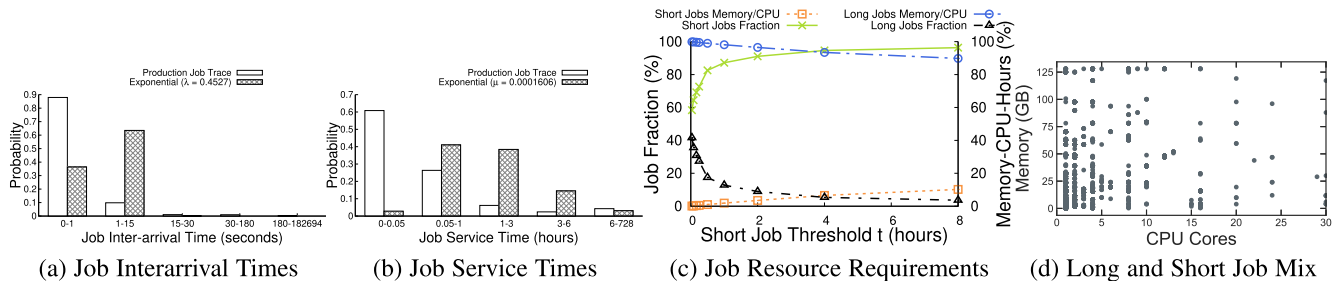 Production Job Trace
Exponential (λ = 0.4527)
Probability
0.9
0.8
0.7
0.6
0.5
0.4
0.3
0.2
0.1
0
0-1 1-15 15-30 30-180 180-182694
Job Inter-arrival Time (seconds)
(a) Job Interarrival Times
Production Job Trace
Exponential (μ = 0.0001606)
Probability
0.7
0.6
0.5
0.4
0.3
0.2
0.1
0
0-0.05 0.05-1 1-3 3-6 6-728
Job Service Time (hours)
(b) Job Service Times
Short Jobs Memory/CPU
Short Jobs Fraction
Long Jobs Memory/CPU
Long Jobs Fraction
Job Fraction (%)
100
80
60
40
20
0
0 2 4 6 8
100
80
60
40
20
0
Memory-CPU-Hours (%)
Short Job Threshold t (hours)
(c) Job Resource Requirements
Memory (GB)
125
100
75
50
25
0
0 5 10 15 20 25 30
CPU Cores
(d) Long and Short Job Mix